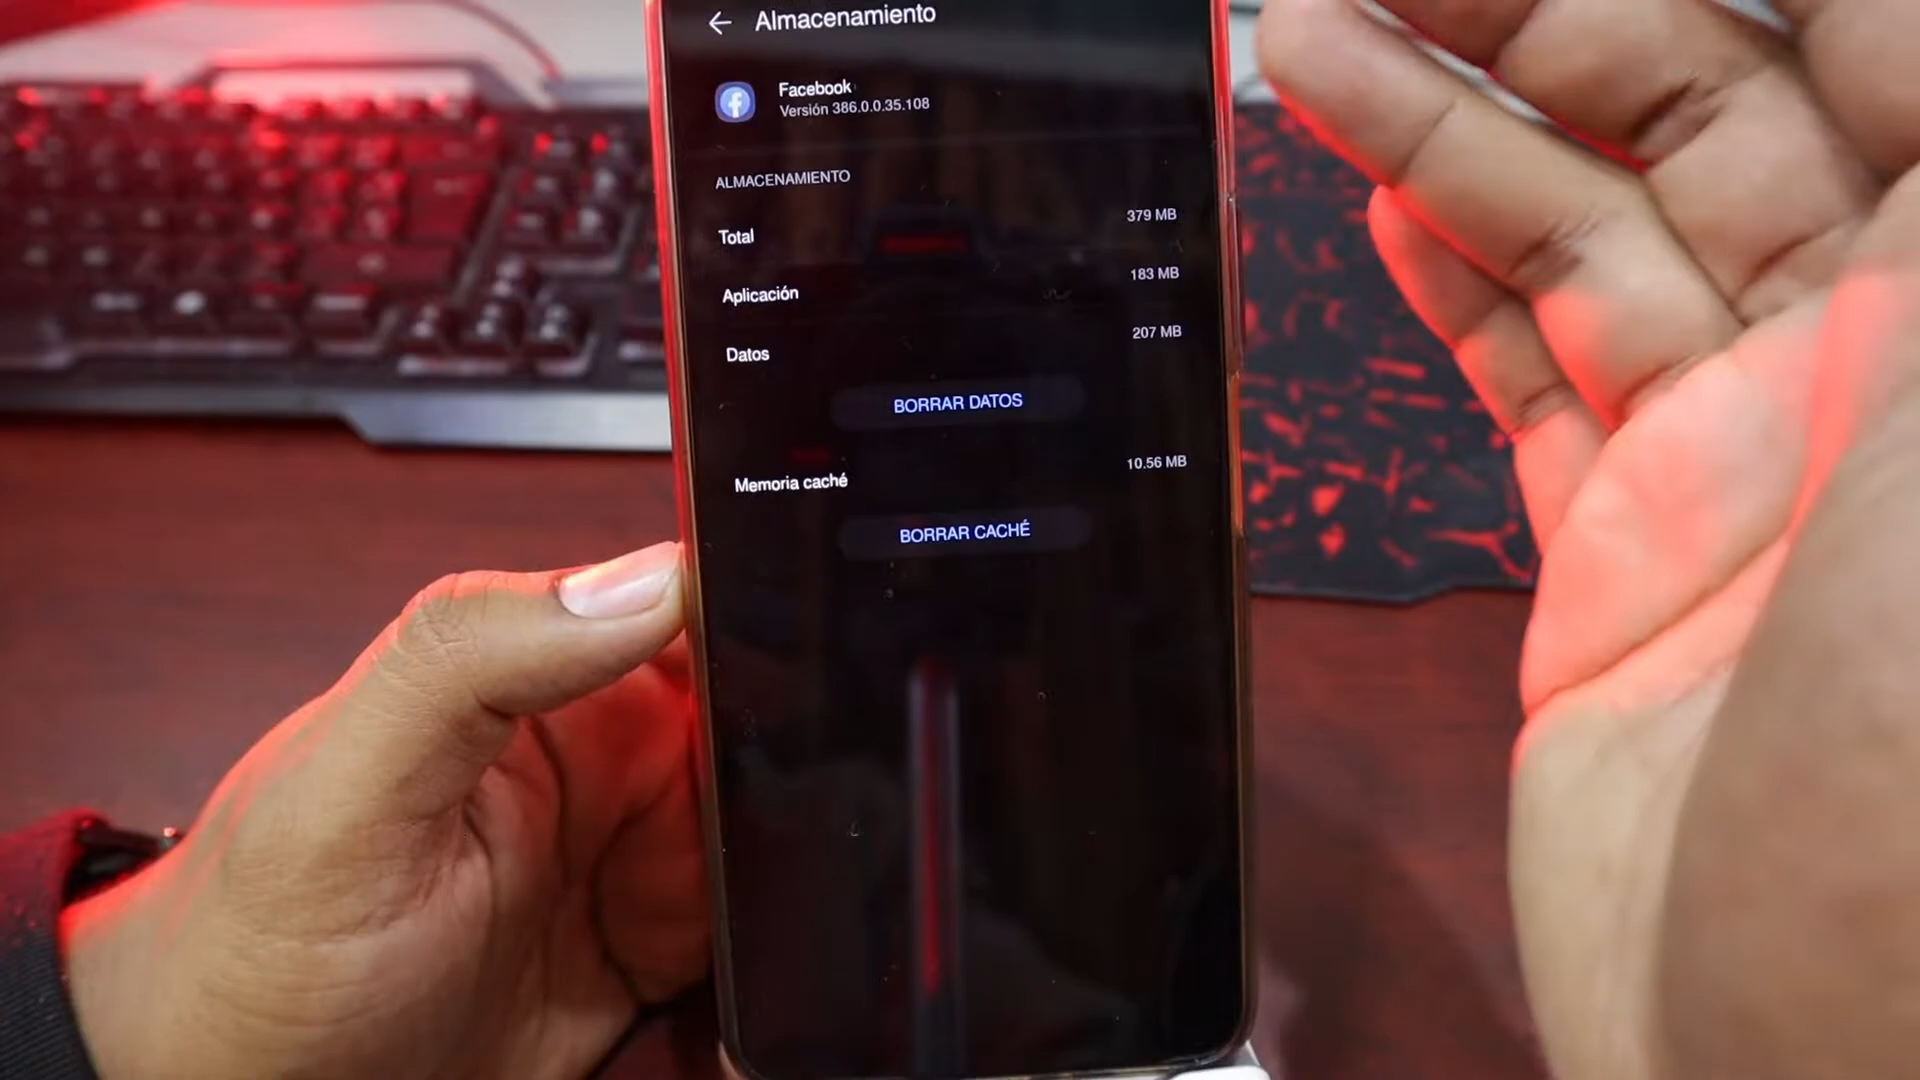 Almacenamiento
Facebook
Versión 386.0.0.35.108
ALMACENAMIENTO
Total 379 MB
Aplicación 183 MB
Datos 207 MB
BORRAR DATOS
Memoria caché 10.56 MB
BORRAR CACHÉ